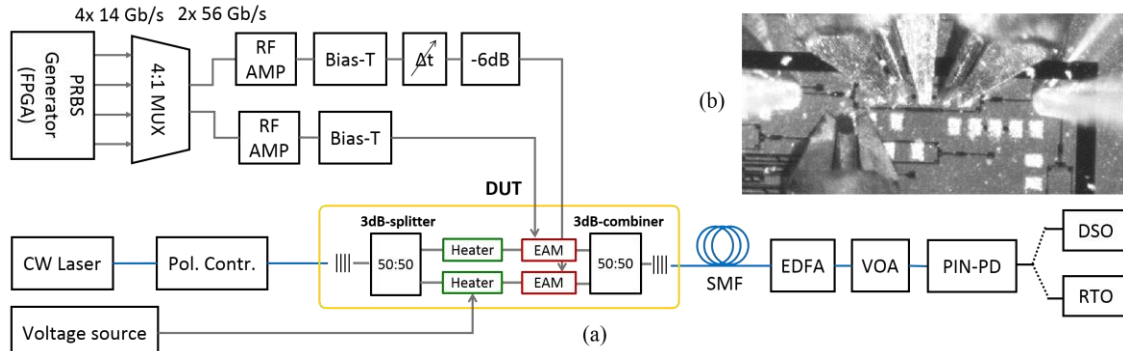 4x 14 Gb/s
2x 56 Gb/s
PRBS
Generator
(FPGA)
4:1 MUX
RF
AMP
Bias-T
Δt
-6dB
RF
AMP
Bias-T
(b)
DUT
3dB-splitter
3dB-combiner
CW Laser
Pol. Contr.
50:50
Heater
EAM
Heater
EAM
50:50
SMF
EDFA
VOA
PIN-PD
DSO
RTO
Voltage source
(a)